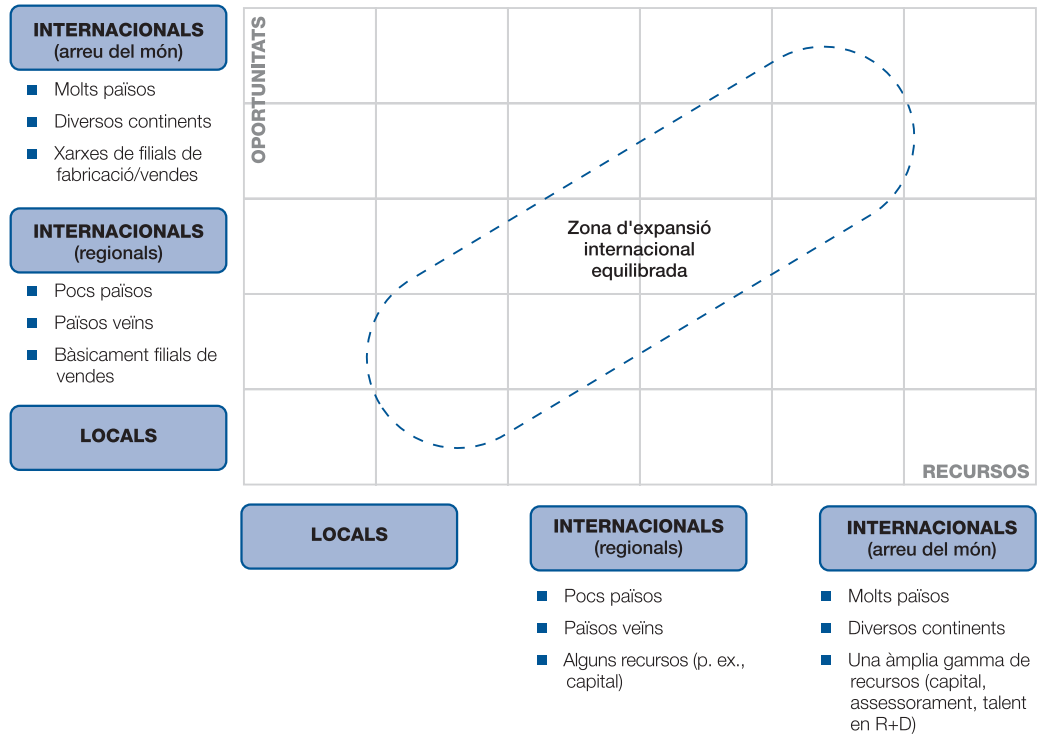 INTERNACIONALS
(arreu del món)
Molts països
Diversos continents
Xarxes de filials de
fabricació/vendes
INTERNACIONALS
(regionals)
Pocs països
Països veïns
Bàsicament filials de
vendes
LOCALS
OPORTUNITATS
Zona d'expansió
internacional
equilibrada
RECURSOS
LOCALS
INTERNACIONALS
(regionals)
Pocs països
Països veïns
Alguns recursos (p. ex.,
capital)
INTERNACIONALS
(arreu del món)
Molts països
Diversos continents
Una àmplia gamma de
recursos (capital,
assessorament, talent
en R+D)